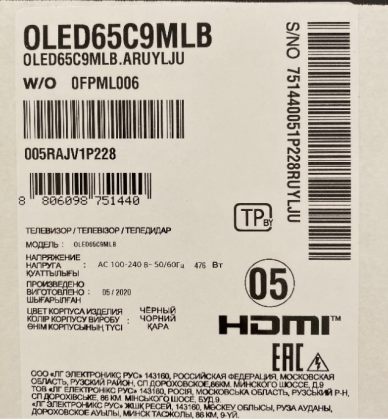 OLED65C9MLB
OLED65C9MLB.ARUYLJU
W/O 0FPML006
005RAJV1P228
8 806098 751440
S/NO 751440051P228RUYLJU
ТЕЛЕВИЗОР / ТЕЛЕВІЗОР / ТЕЛЕДИДАР
МОДЕЛЬ : OLED65C9MLB
НАПРЯЖЕНИЕ
НАПРУГА : AC 100-240 В~ 50/60Гц 476 Вт
ҚУАТТЫЛЫҒЫ
ПРОИЗВЕДЕНО
ВИГОТОВЛЕНО : 05 / 2020
ШЫҒАРЫЛҒАН
ЦВЕТ КОРПУСА ИЗДЕЛИЯ ЧЁРНЫЙ
КОЛІР КОРПУСУ ВИРОБУ : ЧОРНИЙ
ӨНІМ КОРПУСЫНЫҢ ТҮСІ ҚАРА
TP BY
05
HDMI™
EAC
ООО «ЛГ ЭЛЕКТРОНИКС РУС» 143160, РОССИЙСКАЯ ФЕДЕРАЦИЯ, МОСКОВСКАЯ
ОБЛАСТЬ, РУЗСКИЙ РАЙОН, СП ДОРОХОВСКОЕ,86КМ. МИНСКОГО ШОССЕ, Д.9
ТОВ «ЛГ ЕЛЕКТРОНІКС РУС» 143160, РОСІЯ, МОСКОВСЬКА ОБЛАСТЬ, РУЗЬКИЙ Р-Н,
СП ДОРОХІВСЬКЕ, 86 КМ. МІНСЬКОГО ШОСЕ, БУД.9.
«ЛГ ЭЛЕКТРОНИКС РУС» ЖШҚ РЕСЕЙ, 143160, МӘСКЕУ ОБЛЫСЫ, РУЗА АУДАНЫ,
ДОРОХОВСКОЕ АУЫЛЫ, МИНСК ТАСЖОЛЫ, 86 КМ, 9-ҮЙ.